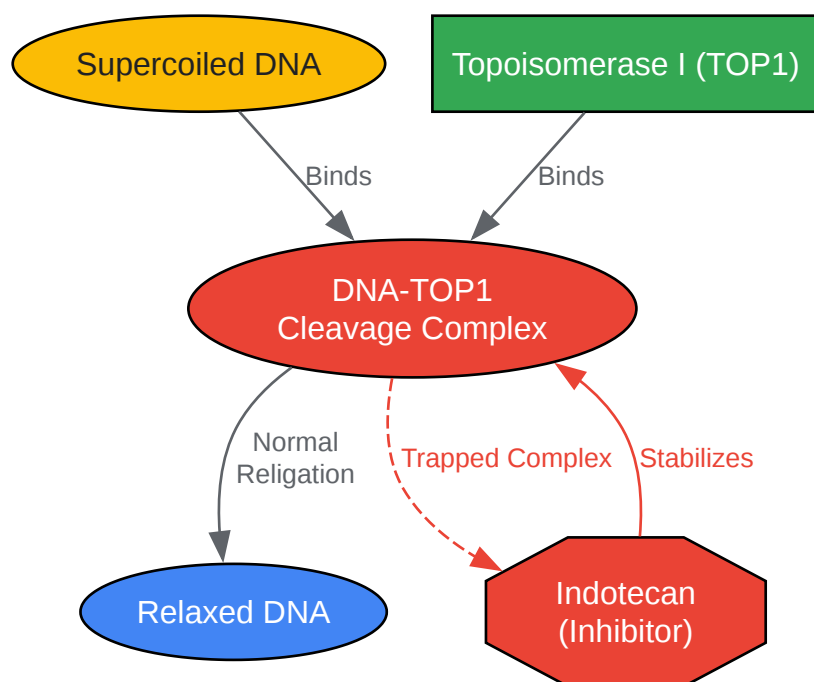 Supercoiled DNA
Topoisomerase I (TOP1)
Binds
Binds
DNA-TOP1
Cleavage Complex
Normal
Religation
Trapped Complex
Stabilizes
Relaxed DNA
Indotecan
(Inhibitor)